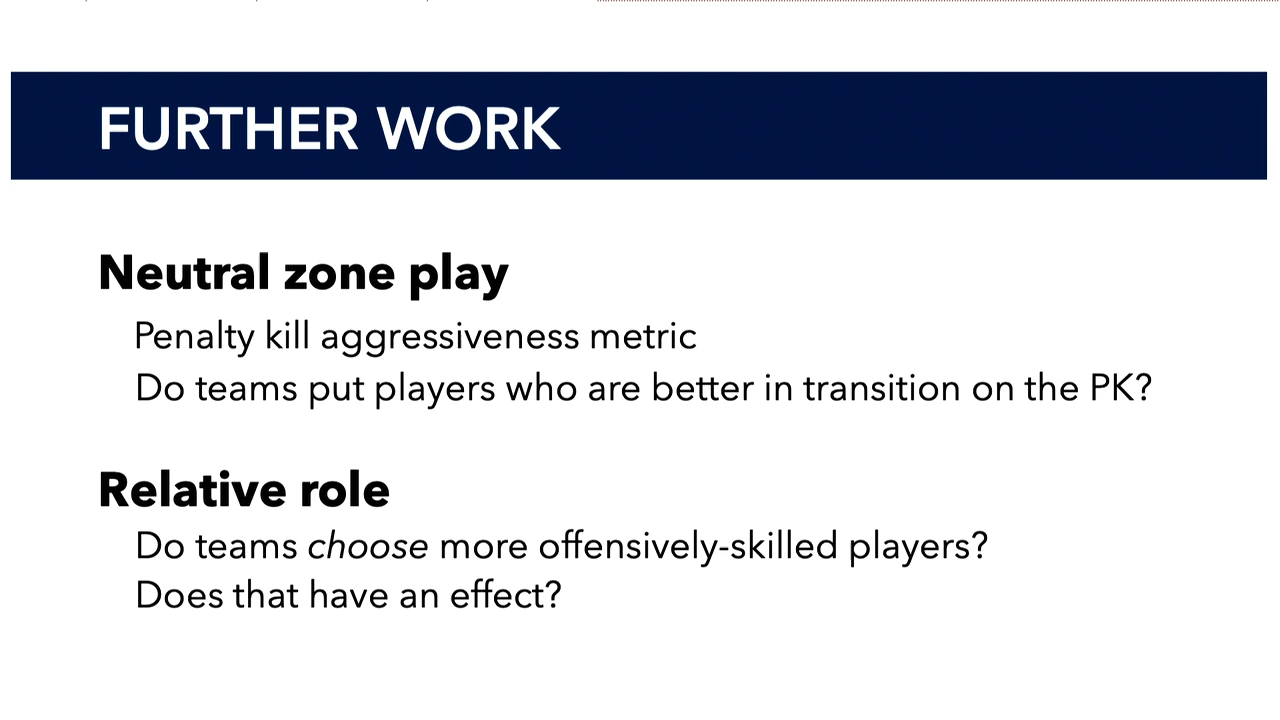 FURTHER WORK
Neutral zone play
Penalty kill aggressiveness metric
Do teams put players who are better in transition on the PK?
Relative role
Do teams choose more offensively-skilled players?
Does that have an effect?